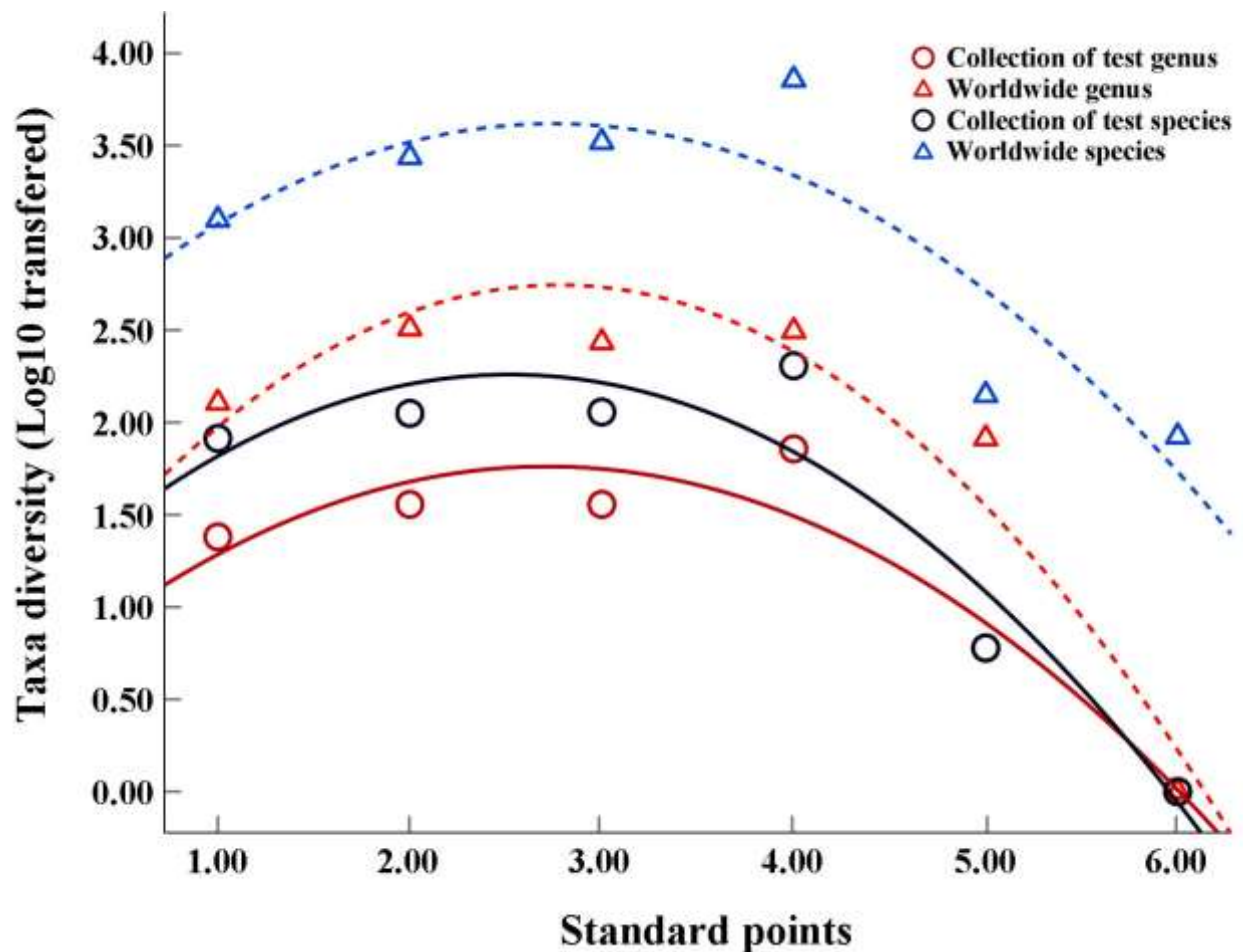 4.00
3.50
3.00
2.50
2.00
1.50
1.00
0.50
0.00
Taxa diversity (Log10 transferred)
Collection of test genus
Worldwide genus
Collection of test species
Worldwide species
1.00 2.00 3.00 4.00 5.00 6.00
Standard points